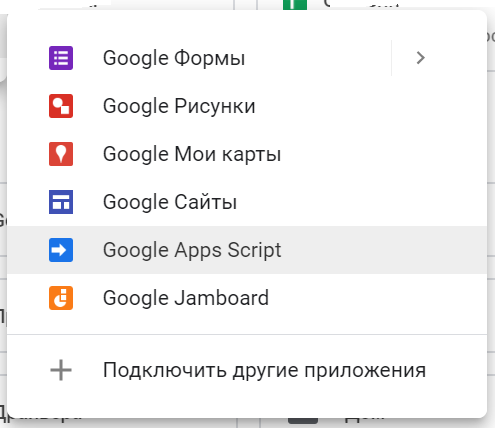 Google Формы
Google Рисунки
Google Мои карты
Google Сайты
Google Apps Script
Google Jamboard
Подключить другие приложения